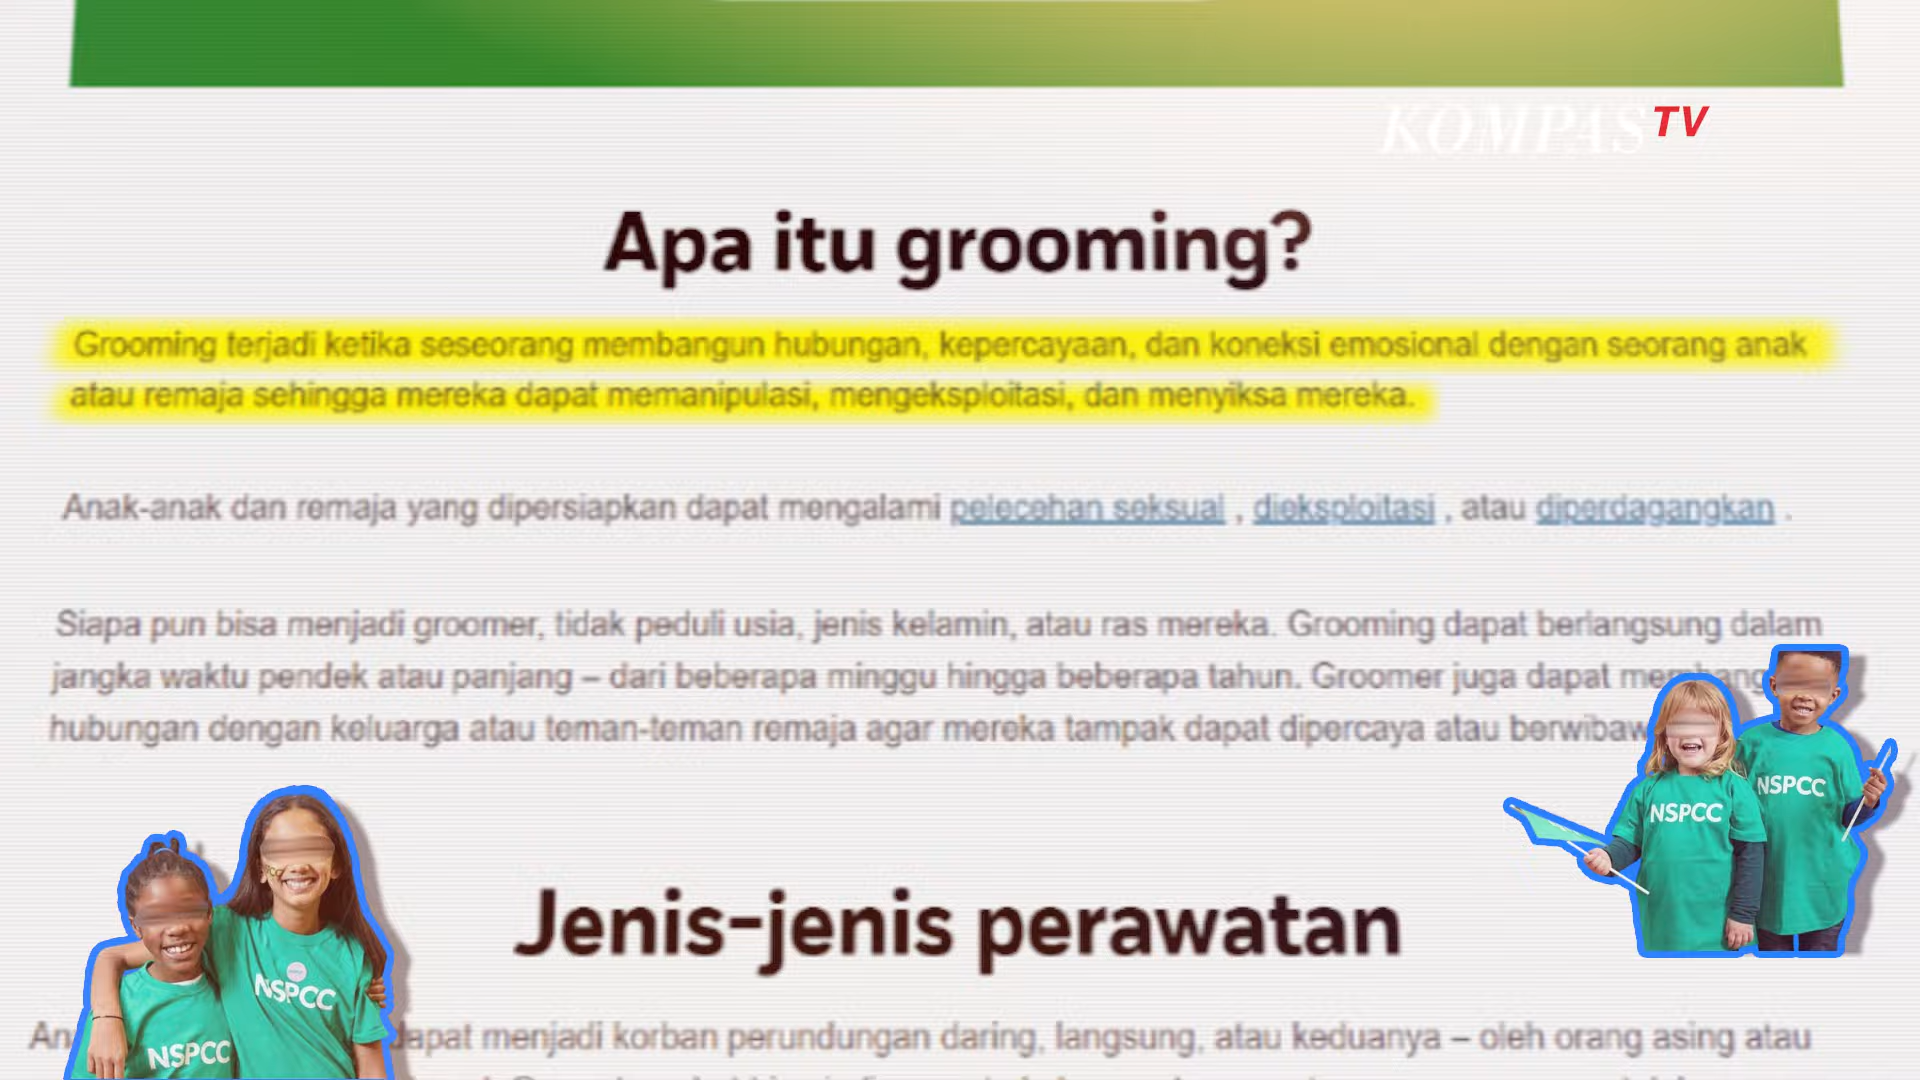 KOMPAS TV
Apa itu grooming?
Grooming terjadi ketika seseorang membangun hubungan, kepercayaan, dan koneksi emosional dengan seorang anak
atau remaja sehingga mereka dapat memanipulasi, mengeksploitasi, dan menyiksa mereka.
Anak-anak dan remaja yang dipersiapkan dapat mengalami pelecehan seksual , dieksploitasi , atau diperdagangkan .
Siapa pun bisa menjadi groomer, tidak peduli usia, jenis kelamin, atau ras mereka. Grooming dapat berlangsung dalam
jangka waktu pendek atau panjang – dari beberapa minggu hingga beberapa tahun. Groomer juga dapat
hubungan dengan keluarga atau teman-teman remaja agar mereka tampak dapat dipercaya atau
NSPCC
NSPCC
Jenis-jenis perawatan
NSPCC
NSPCC
dapat menjadi korban perundungan daring, langsung, atau keduanya – oleh orang asing atau